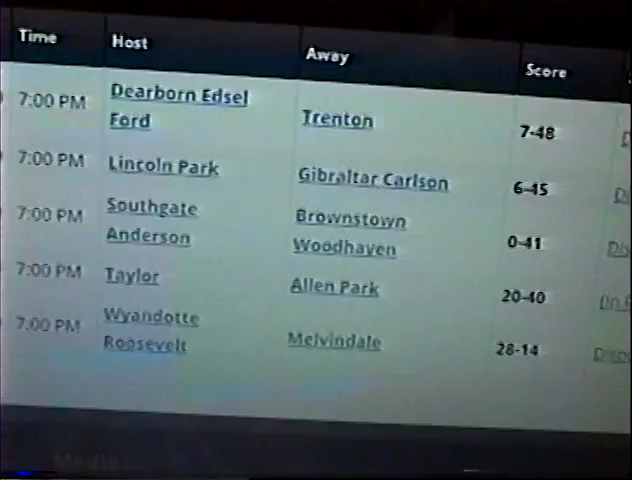 Time Host Away Score
7:00 PM Dearborn Edsel Ford Trenton 7-48
7:00 PM Lincoln Park Gibraltar Carlson 6-45
7:00 PM Southgate Anderson Brownstown Woodhaven 0-41
7:00 PM Taylor Allen Park 20-40
7:00 PM Wyandotte Roosevelt Melvindale 28-14